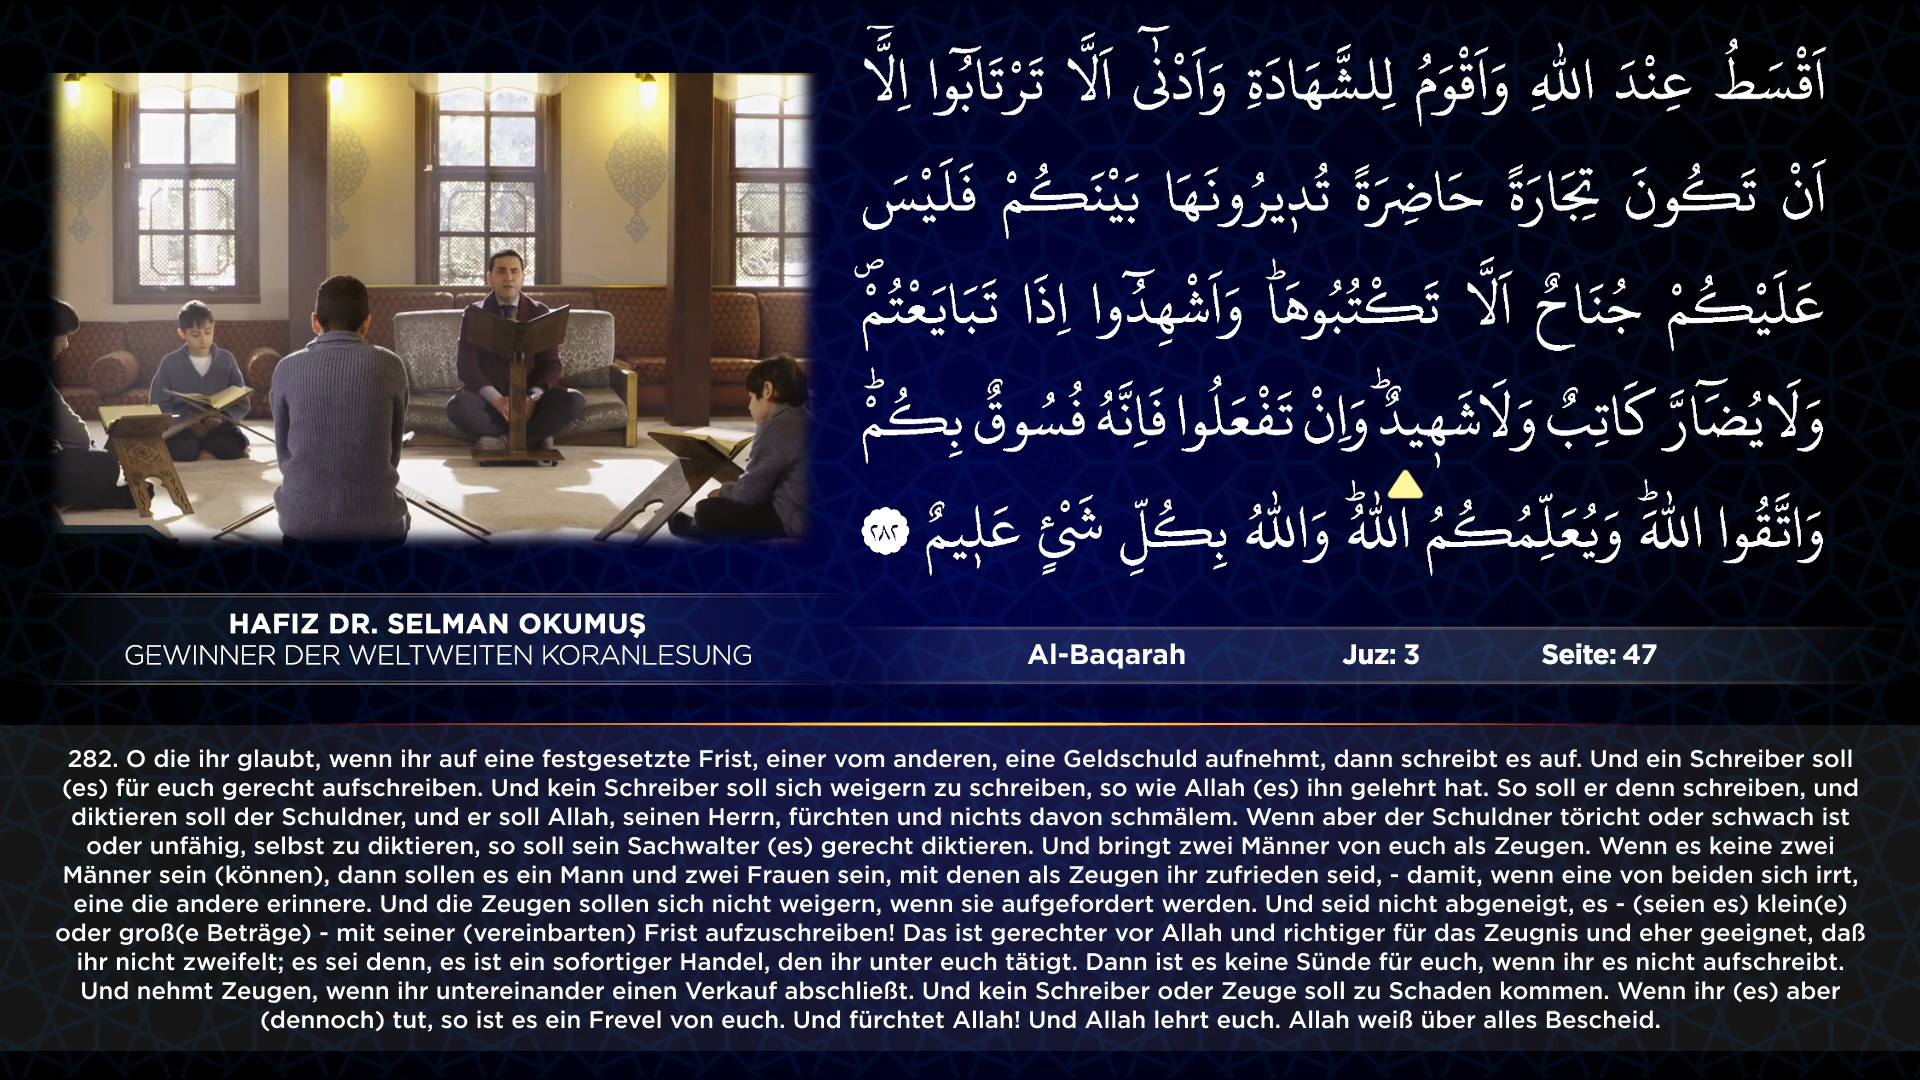 اَقْسَطُ عِنْدَ اللّٰهِ وَاَقْوَمُ لِلشَّهَادَةِ وَاَدْنٰٓى اَلَّا تَرْتَابُٓوا اِلَّٓا
اَنْ تَكُونَ تِجَارَةً حَاضِرَةً تُد۪يرُونَهَا بَيْنَكُمْ فَلَيْسَ
عَلَيْكُمْ جُنَاحٌ اَلَّا تَكْتُبُوهَاۜ وَاَشْهِدُٓوا اِذَا تَبَايَعْتُمْۖ
وَلَا يُضَٓارَّ كَاتِبٌ وَلَا شَه۪يدٌۜ وَاِنْ تَفْعَلُوا فَاِنَّهُ فُسُوقٌ بِكُمْۜ
وَاتَّقُوا اللّٰهَۜ وَيُعَلِّمُكُمُ اللّٰهُۜ وَاللّٰهُ بِكُلِّ شَيْءٍ عَل۪يمٌ ٢٨٢
HAFIZ DR. SELMAN OKUMUŞ
GEWINNER DER WELTWEITEN KORANLESUNG
Al-Baqarah Juz: 3 Seite: 47
282. O die ihr glaubt, wenn ihr auf eine festgesetzte Frist, einer vom anderen, eine Geldschuld aufnehmt, dann schreibt es auf. Und ein Schreiber soll
(es) für euch gerecht aufschreiben. Und kein Schreiber soll sich weigern zu schreiben, so wie Allah (es) ihn gelehrt hat. So soll er denn schreiben, und
diktieren soll der Schuldner, und er soll Allah, seinen Herrn, fürchten und nichts davon schmälem. Wenn aber der Schuldner töricht oder schwach ist
oder unfähig, selbst zu diktieren, so soll sein Sachwalter (es) gerecht diktieren. Und bringt zwei Männer von euch als Zeugen. Wenn es keine zwei
Männer sein (können), dann sollen es ein Mann und zwei Frauen sein, mit denen als Zeugen ihr zufrieden seid, - damit, wenn eine von beiden sich irrt,
eine die andere erinnere. Und die Zeugen sollen sich nicht weigern, wenn sie aufgefordert werden. Und seid nicht abgeneigt, es - (seien es) klein(e)
oder groß(e Beträge) - mit seiner (vereinbarten) Frist aufzuschreiben! Das ist gerechter vor Allah und richtiger für das Zeugnis und eher geeignet, daß
ihr nicht zweifelt; es sei denn, es ist ein sofortiger Handel, den ihr unter euch tätigt. Dann ist es keine Sünde für euch, wenn ihr es nicht aufschreibt.
Und nehmt Zeugen, wenn ihr untereinander einen Verkauf abschließt. Und kein Schreiber oder Zeuge soll zu Schaden kommen. Wenn ihr (es) aber
(dennoch) tut, so ist es ein Frevel von euch. Und fürchtet Allah! Und Allah lehrt euch. Allah weiß über alles Bescheid.